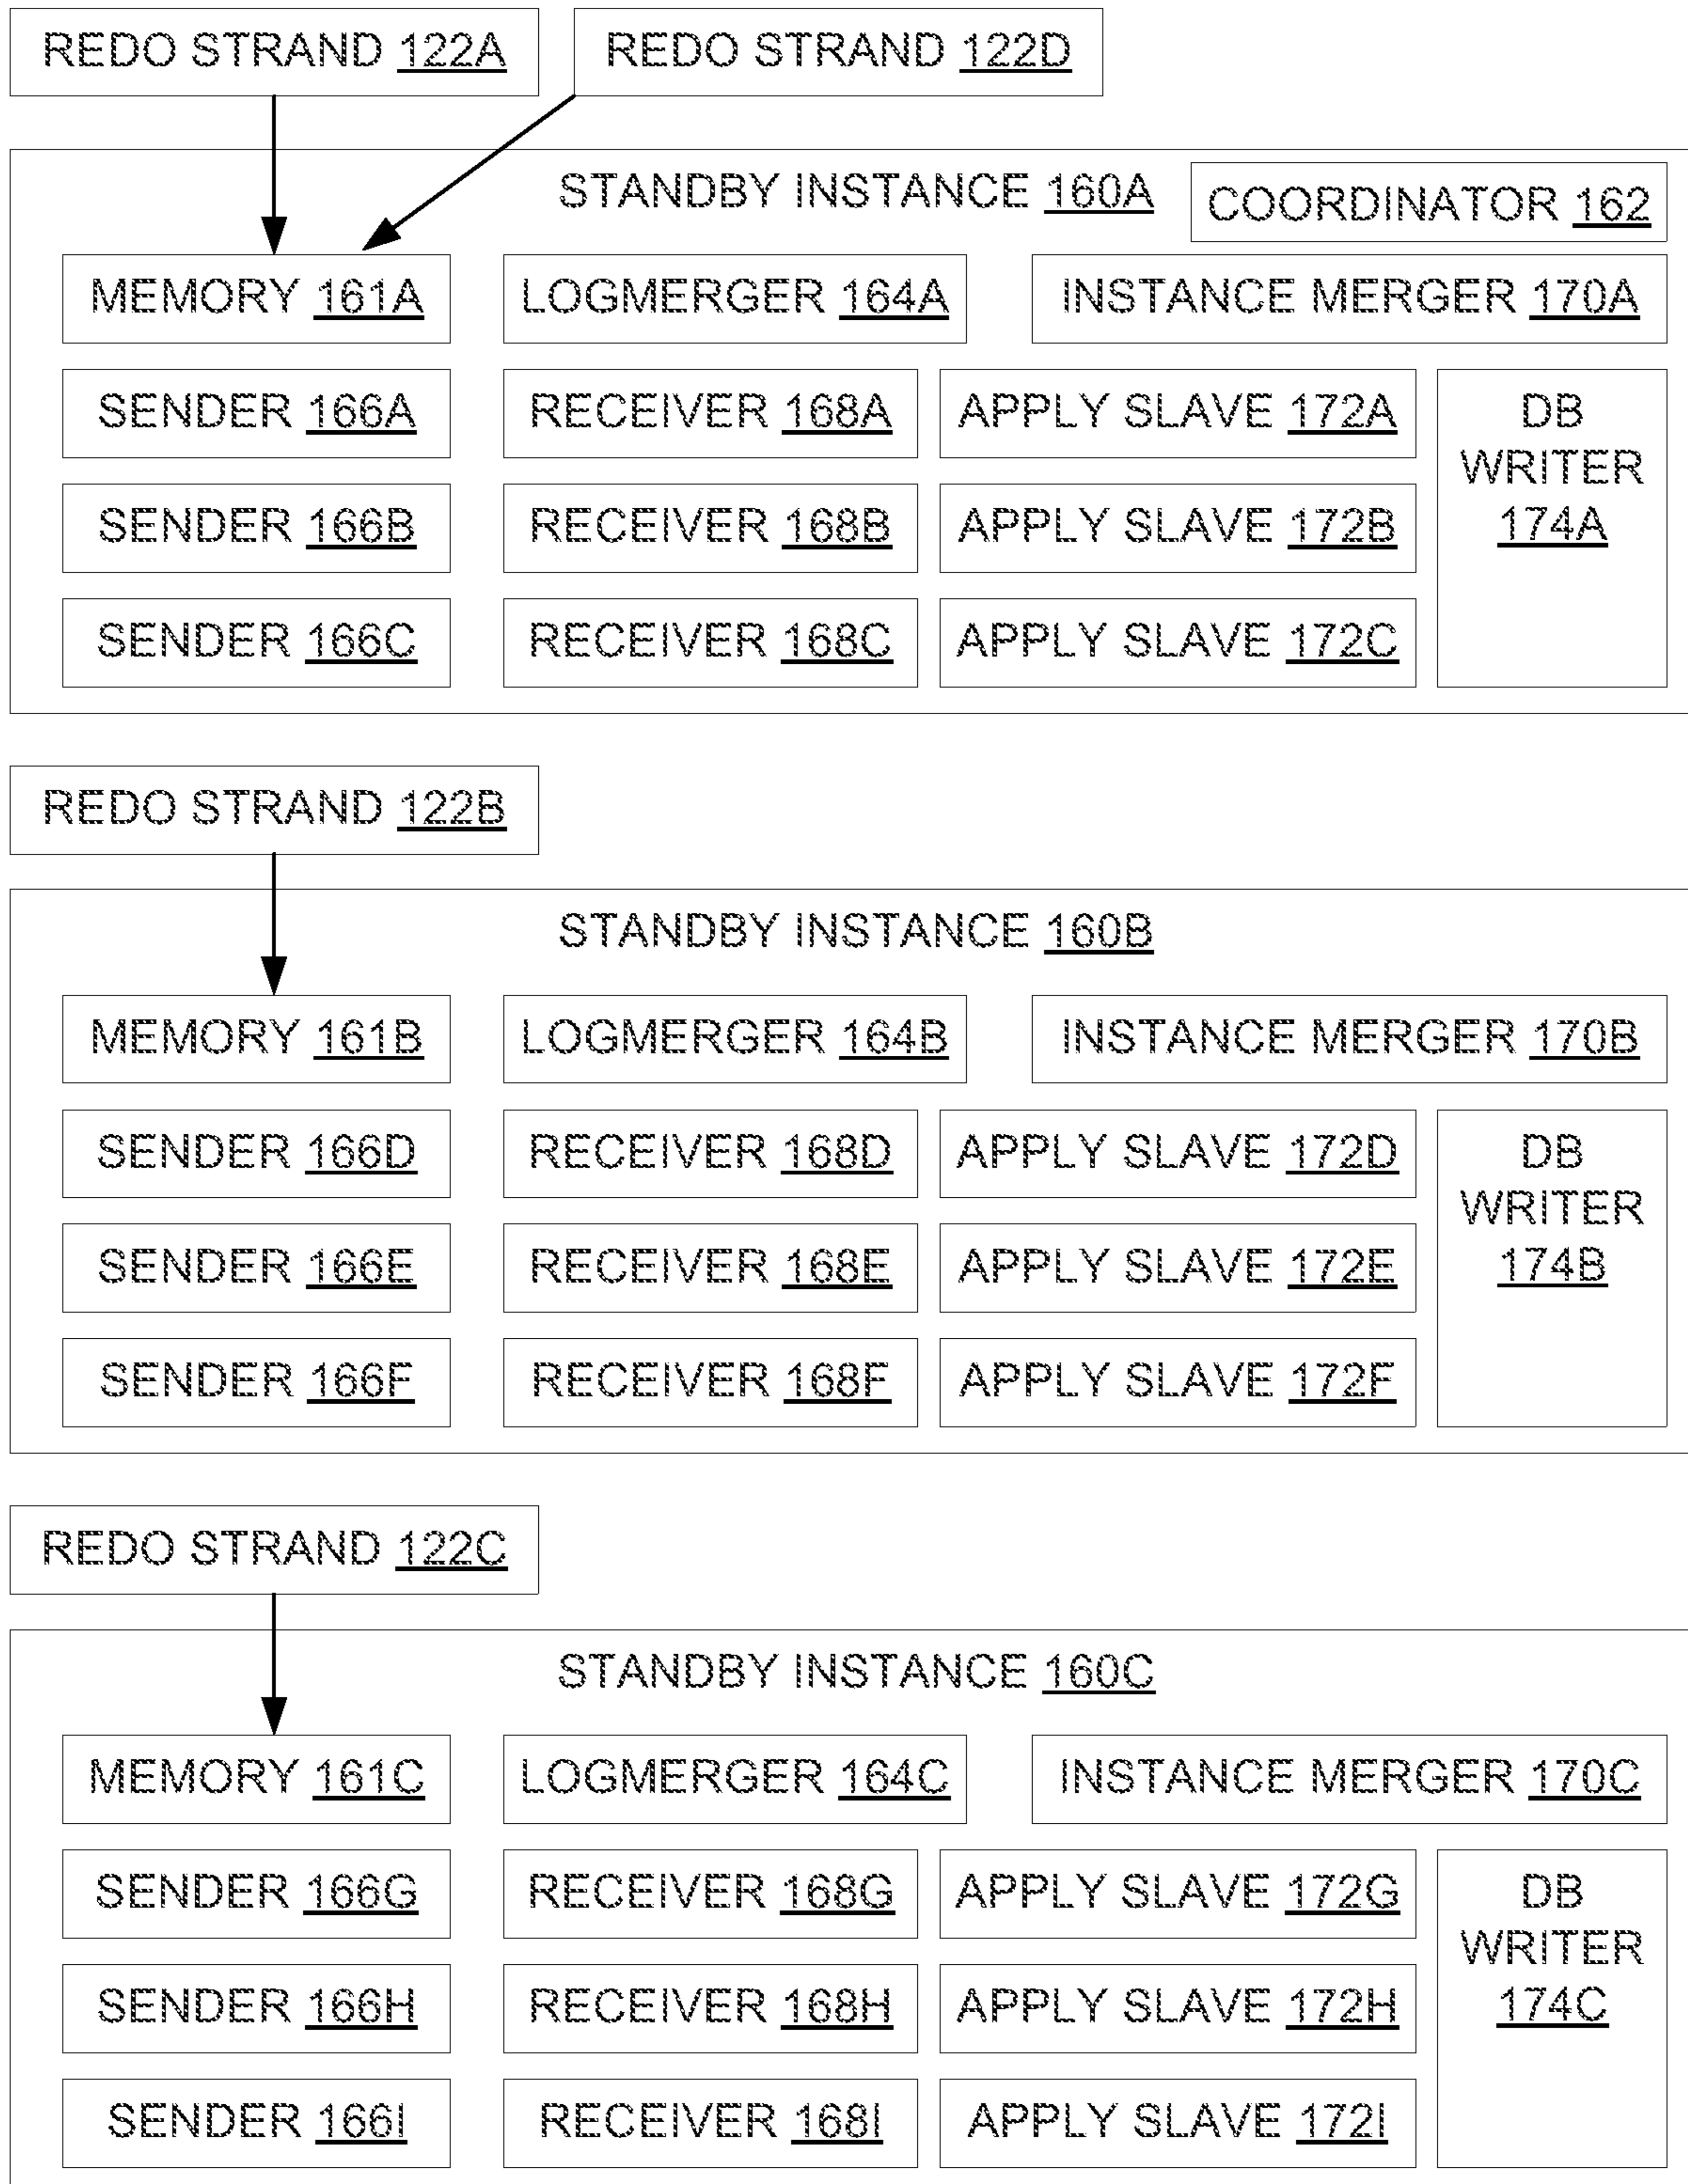 REDO STRAND 122A
REDO STRAND 122D
STANDBY INSTANCE 160A
COORDINATOR 162
MEMORY 161A
LOGMERGER 164A
INSTANCE MERGER 170A
SENDER 166A
RECEIVER 168A
APPLY SLAVE 172A
DB
WRITER
174A
SENDER 166B
RECEIVER 168B
APPLY SLAVE 172B
SENDER 166C
RECEIVER 168C
APPLY SLAVE 172C
REDO STRAND 122B
STANDBY INSTANCE 160B
MEMORY 161B
LOGMERGER 164B
INSTANCE MERGER 170B
SENDER 166D
RECEIVER 168D
APPLY SLAVE 172D
DB
WRITER
174B
SENDER 166E
RECEIVER 168E
APPLY SLAVE 172E
SENDER 166F
RECEIVER 168F
APPLY SLAVE 172F
REDO STRAND 122C
STANDBY INSTANCE 160C
MEMORY 161C
LOGMERGER 164C
INSTANCE MERGER 170C
SENDER 166G
RECEIVER 168G
APPLY SLAVE 172G
DB
WRITER
174C
SENDER 166H
RECEIVER 168H
APPLY SLAVE 172H
SENDER 166I
RECEIVER 168I
APPLY SLAVE 172I